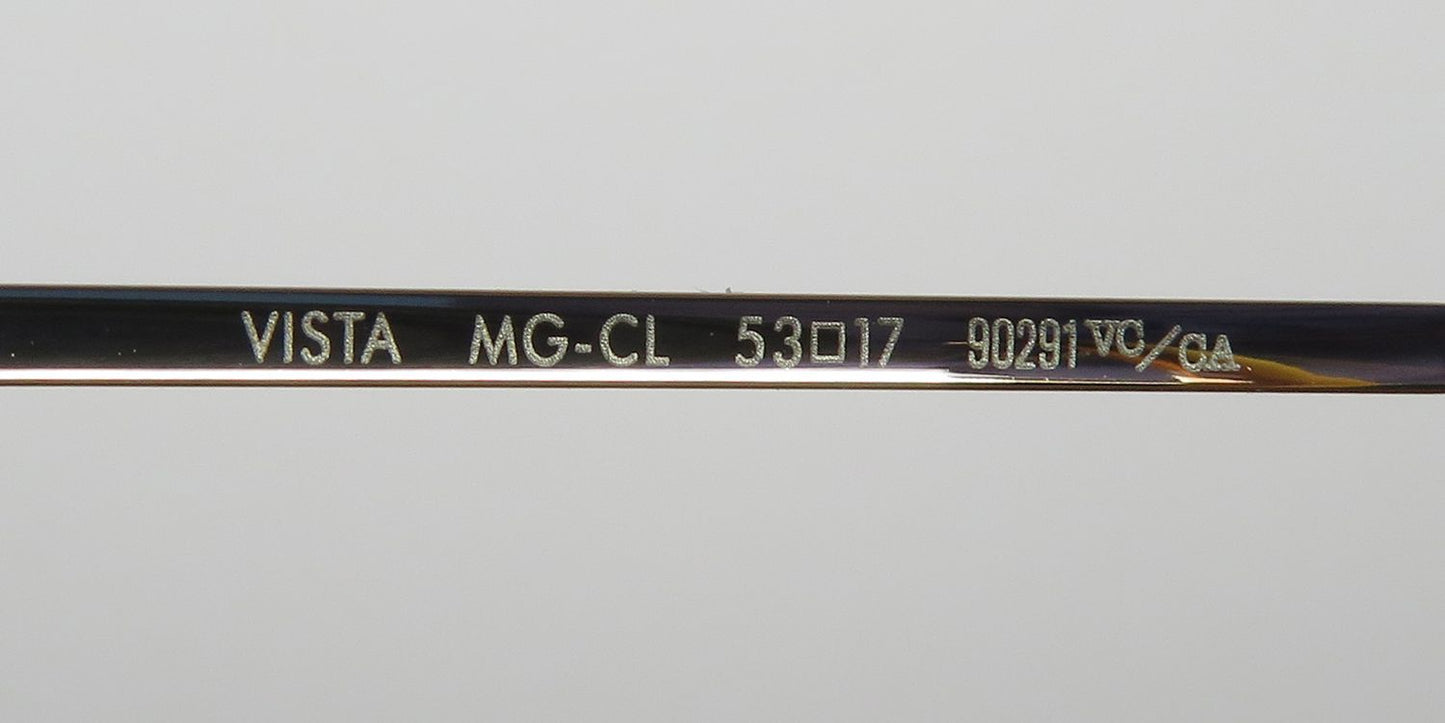 VISTA MG-CL 53□17 90291 VC/CA